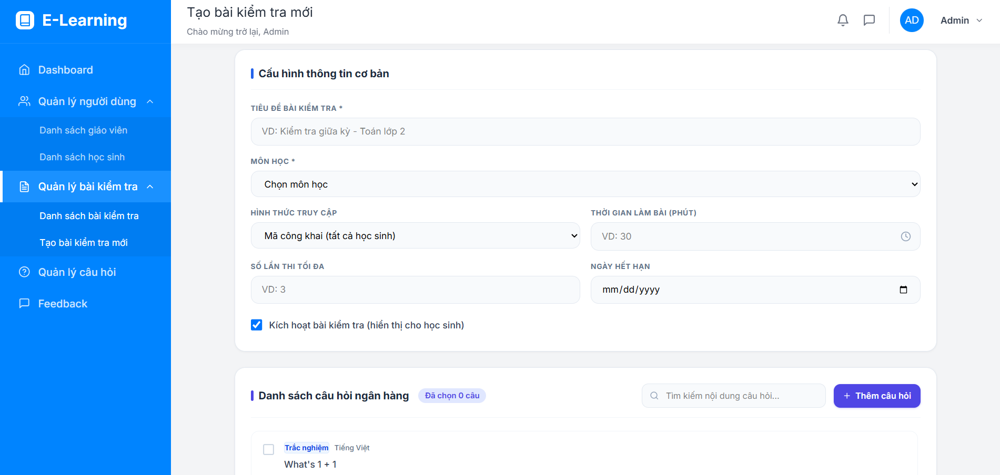 E-Learning
Dashboard
Quản lý người dùng
Danh sách giáo viên
Danh sách học sinh
Quản lý bài kiểm tra
Danh sách bài kiểm tra
Tạo bài kiểm tra mới
Quản lý câu hỏi
Feedback
Tạo bài kiểm tra mới
Chào mừng trở lại, Admin
AD
Admin
Cấu hình thông tin cơ bản
TIÊU ĐỀ BÀI KIỂM TRA *
VD: Kiểm tra giữa kỳ - Toán lớp 2
MÔN HỌC *
Chọn môn học
HÌNH THỨC TRUY CẬP
Mã công khai (tất cả học sinh)
THỜI GIAN LÀM BÀI (PHÚT)
VD: 30
SỐ LẦN THI TỐI ĐA
VD: 3
NGÀY HẾT HẠN
mm/dd/yyyy
Kích hoạt bài kiểm tra (hiển thị cho học sinh)
Danh sách câu hỏi ngân hàng
Đã chọn 0 câu
Tìm kiếm nội dung câu hỏi...
+ Thêm câu hỏi
Trắc nghiệm Tiếng Việt
What's 1 + 1